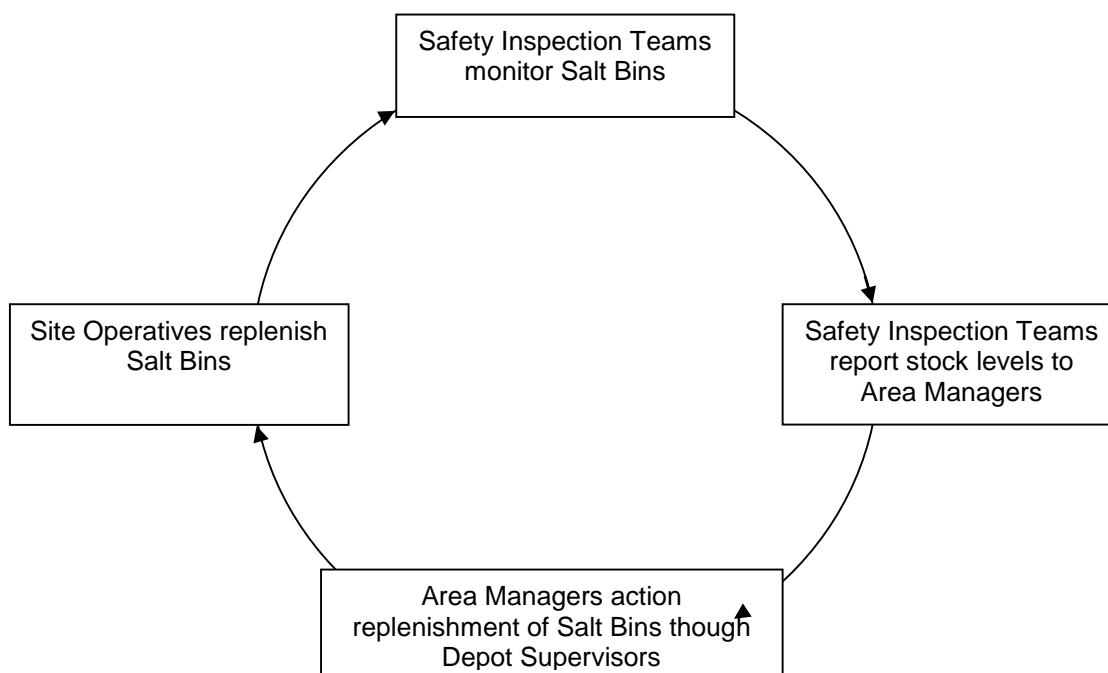 Safety Inspection Teams
monitor Salt Bins
Safety Inspection Teams
report stock levels to
Area Managers
Area Managers action
replenishment of Salt Bins though
Depot Supervisors
Site Operatives replenish
Salt Bins